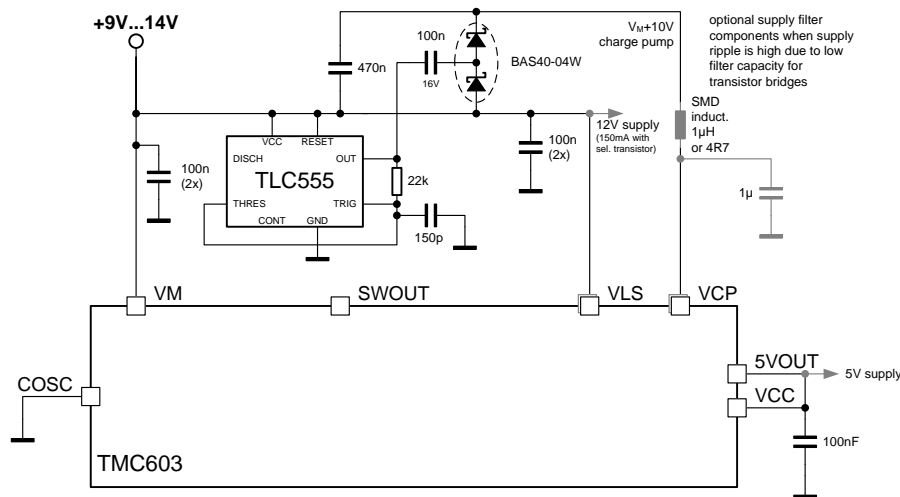 +9V...14V
470n
100n
16V
BAS40-04W
V_M+10V
charge pump
optional supply filter
components when supply
ripple is high due to low
filter capacity for
transistor bridges
SMD
induct.
1µH
or 4R7
1µ
100n
(2x)
VCC
RESET
DISCH
OUT
TLC555
THRES
TRIG
CONT
GND
22k
150p
100n
(2x)
12V supply
(150mA with
sel. transistor)
VM
SWOUT
VLS
VCP
COSC
5VOUT
5V supply
VCC
100nF
TMC603